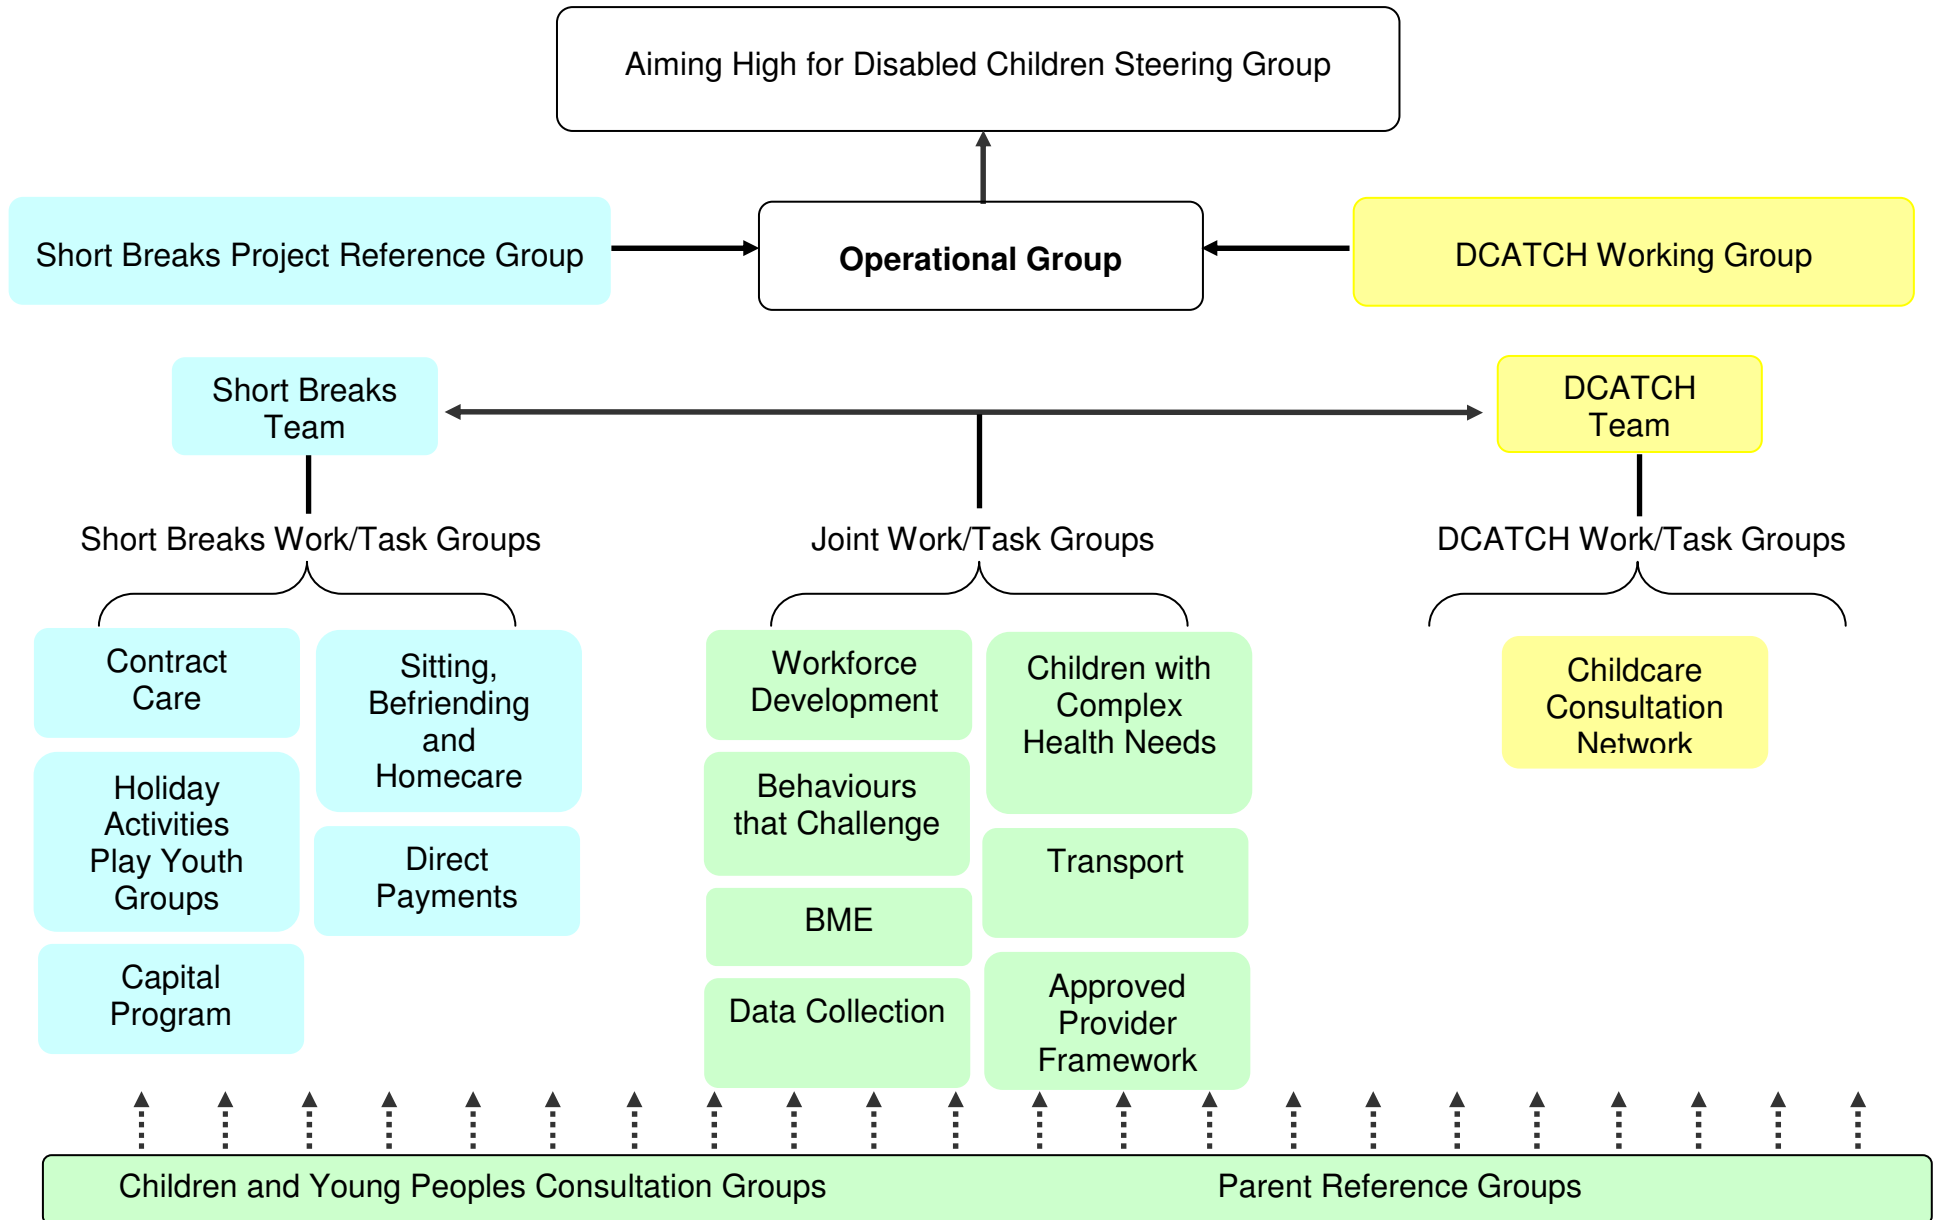 Aiming High for Disabled Children Steering Group
Short Breaks Project Reference Group
Operational Group
DCATCH Working Group
Short Breaks
Team
DCATCH
Team
Short Breaks Work/Task Groups
Joint Work/Task Groups
DCATCH Work/Task Groups
Contract
Care
Sitting,
Befriending
and
Homecare
Holiday
Activities
Play Youth
Groups
Direct
Payments
Capital
Program
Workforce
Development
Children with
Complex
Health Needs
Behaviours
that Challenge
Transport
BME
Data Collection
Approved
Provider
Framework
Childcare
Consultation
Network
Children and Young Peoples Consultation Groups
Parent Reference Groups